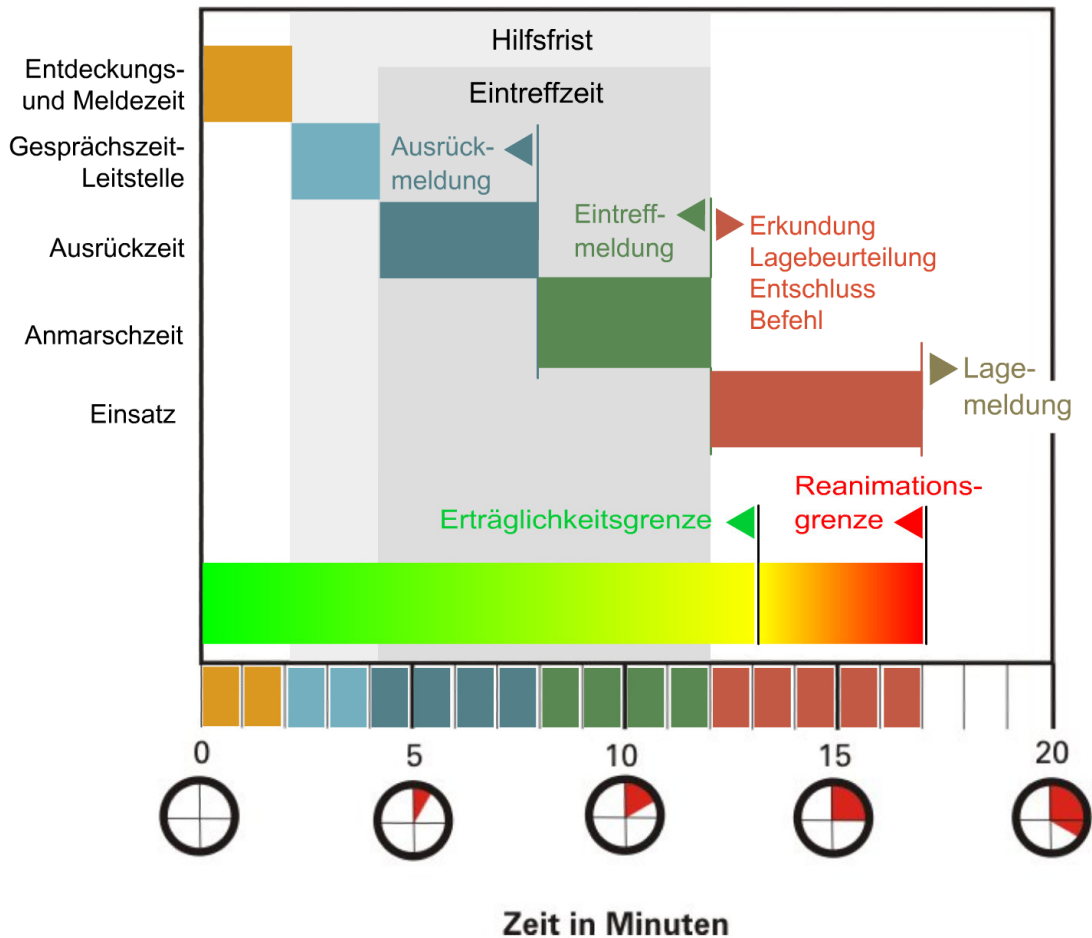 Hilfsfrist
Eintreffzeit
Entdeckungs-
und Meldezeit
Gesprächszeit-
Leitstelle
Ausrückzeit
Anmarschzeit
Einsatz
Ausrück-
meldung
Eintreff-
meldung
Erkundung
Lagebeurteilung
Entschluss
Befehl
Lage-
meldung
Erträglichkeitsgrenze
Reanimations-
grenze
0 5 10 15 20
Zeit in Minuten